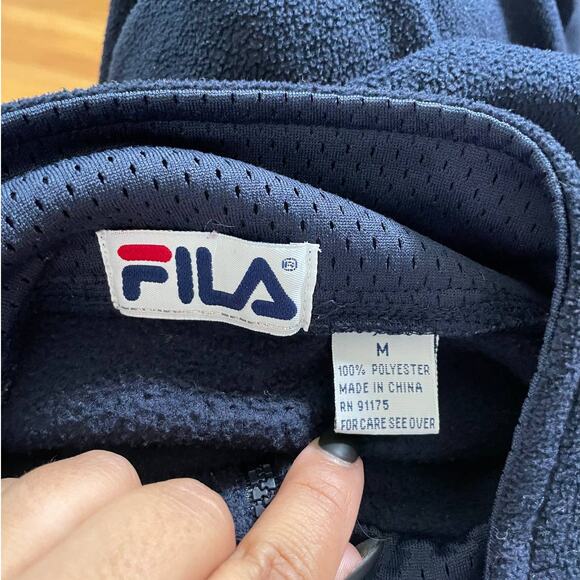 FILA®
M
100% POLYESTER
MADE IN CHINA
RN 91175
FOR CARE SEE OVER